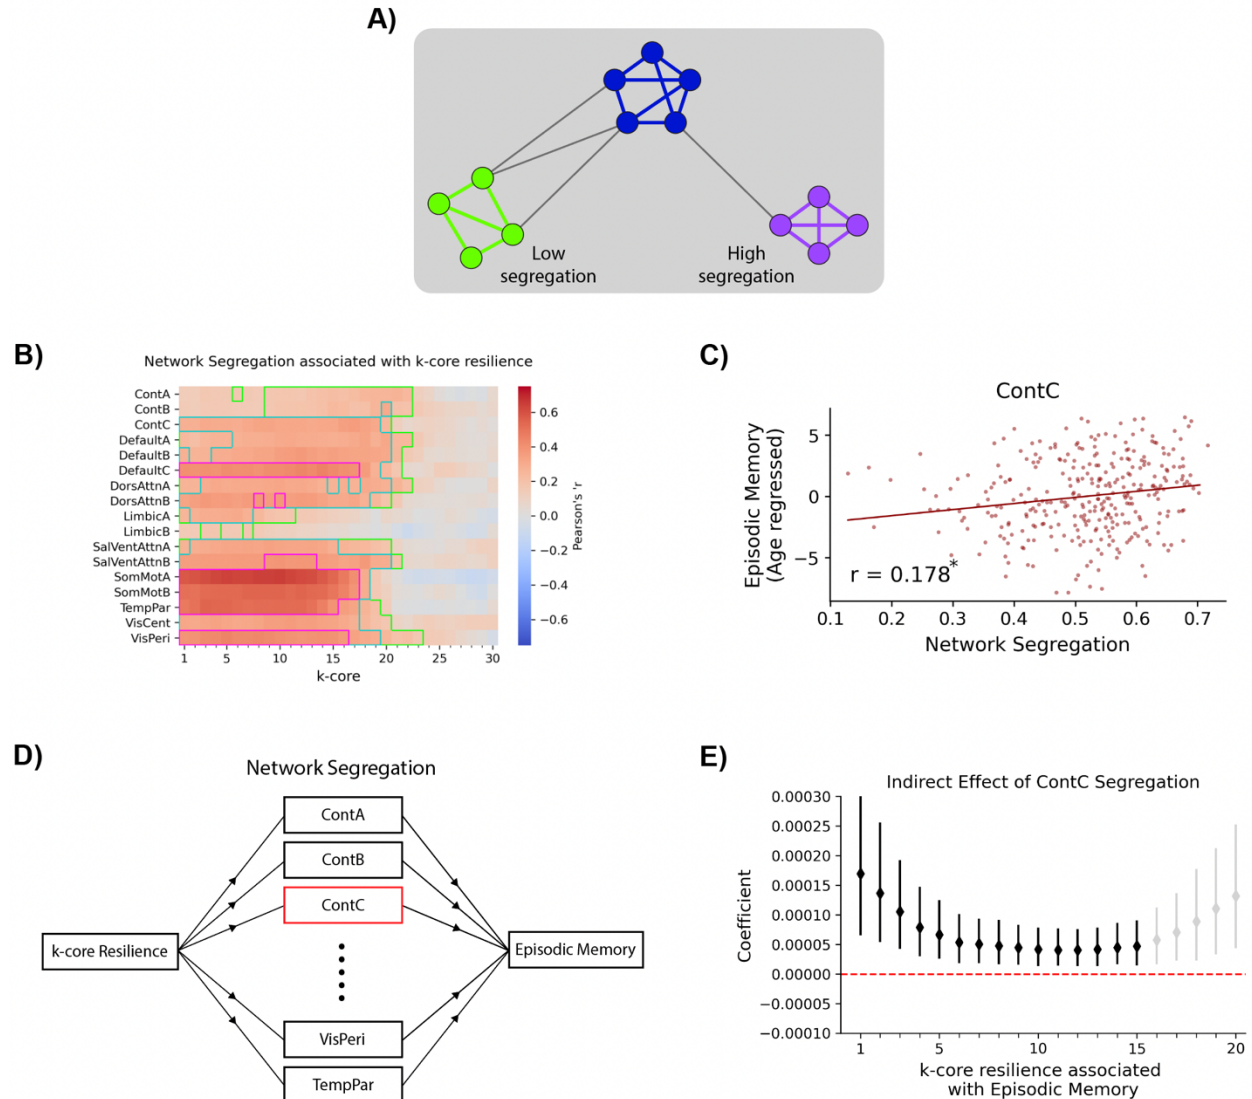 A)
Low
segregation
High
segregation
B)
Network Segregation associated with k-core resilience
ContA
ContB
ContC
DefaultA
DefaultB
DefaultC
DorsAttnA
DorsAttnB
LimbicA
LimbicB
SalVentAttnA
SalVentAttnB
SomMotA
SomMotB
TempPar
VisCent
VisPeri
1 5 10 15 20 25 30
k-core
0.6
0.4
0.2
0.0
−0.2
−0.4
−0.6
Pearson's 'r
C)
ContC
Episodic Memory
(Age regressed)
5
0
−5
r = 0.178*
0.1 0.2 0.3 0.4 0.5 0.6 0.7
Network Segregation
D)
Network Segregation
ContA
ContB
ContC
k-core Resilience
Episodic Memory
VisPeri
TempPar
E)
Indirect Effect of ContC Segregation
Coefficient
0.00030
0.00025
0.00020
0.00015
0.00010
0.00005
0.00000
−0.00005
−0.00010
1 5 10 15 20
k-core resilience associated
with Episodic Memory